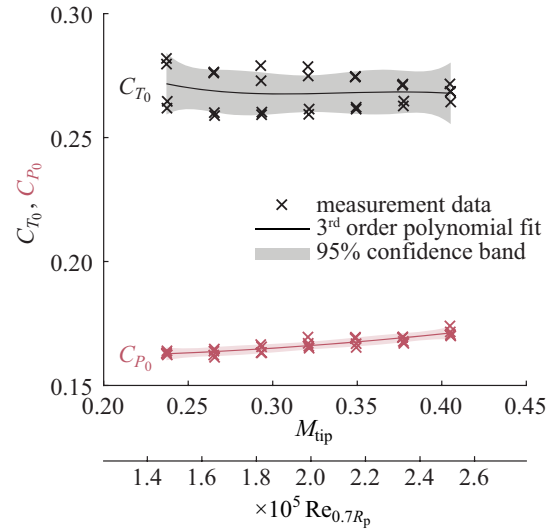 0.30
C_{T_0}
0.25
C_{T_0}, C_{P_0}
× measurement data
3rd order polynomial fit
95% confidence band
0.20
C_{P_0}
0.15
0.20 0.25 0.30 0.35 0.40 0.45
M_{tip}
1.4 1.6 1.8 2.0 2.2 2.4 2.6
×10^5 Re_{0.7R_p}